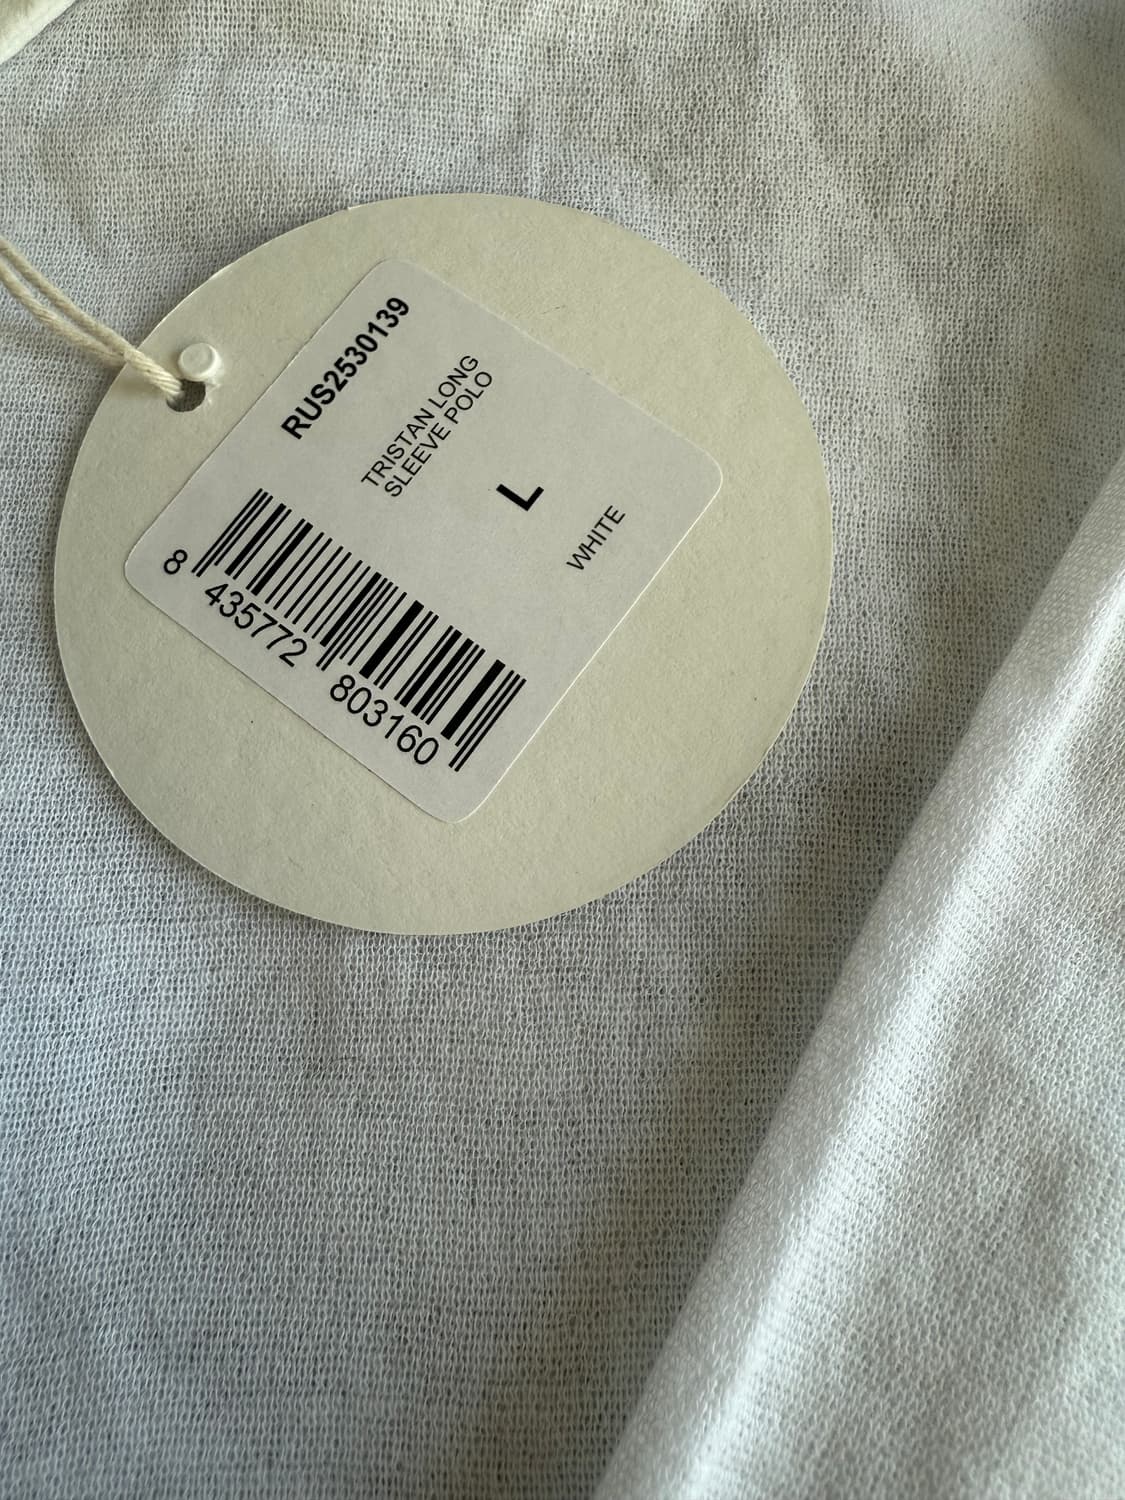 RUS2530139
TRISTAN LONG
SLEEVE POLO
L
WHITE
8 435772 803160